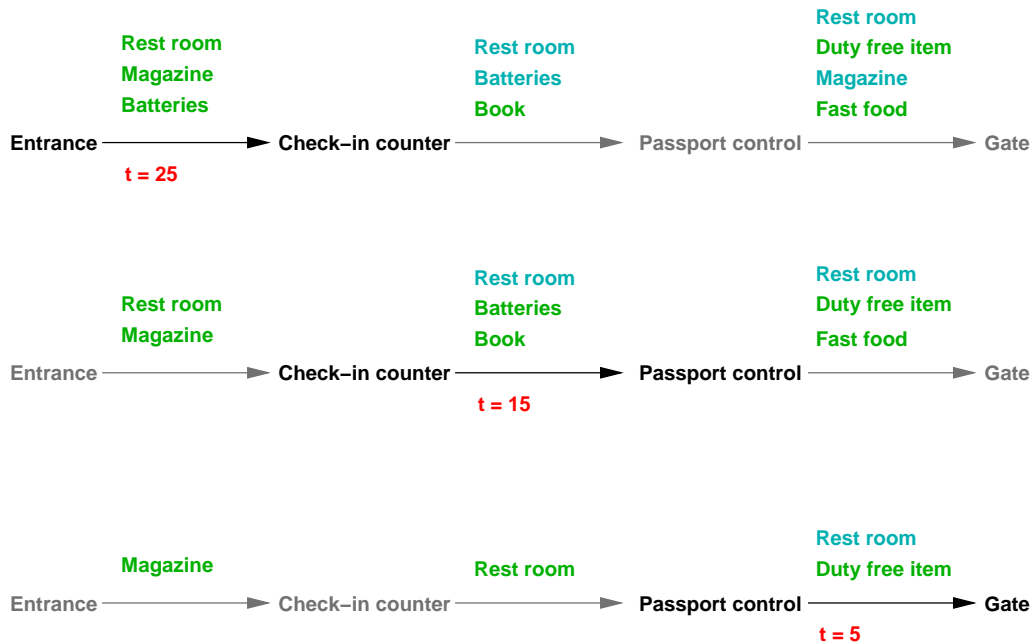 Rest room
Magazine
Batteries
Rest room
Batteries
Book
Rest room
Duty free item
Magazine
Fast food
Entrance Check–in counter Passport control Gate
t = 25
Rest room
Magazine
Rest room
Batteries
Book
Rest room
Duty free item
Fast food
Entrance Check–in counter Passport control Gate
t = 15
Magazine
Rest room
Rest room
Duty free item
Entrance Check–in counter Passport control Gate
t = 5